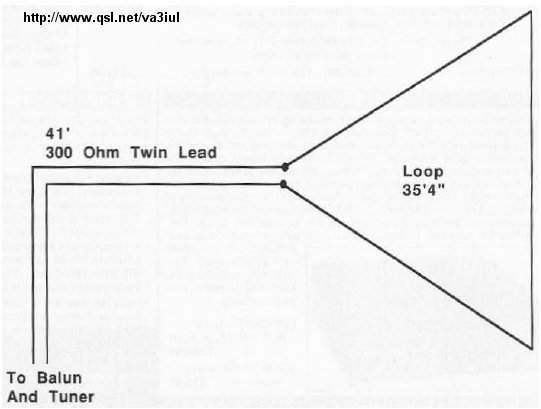 http://www.qsl.net/va3iul
41'
300 Ohm Twin Lead
Loop
35'4"
To Balun
And Tuner